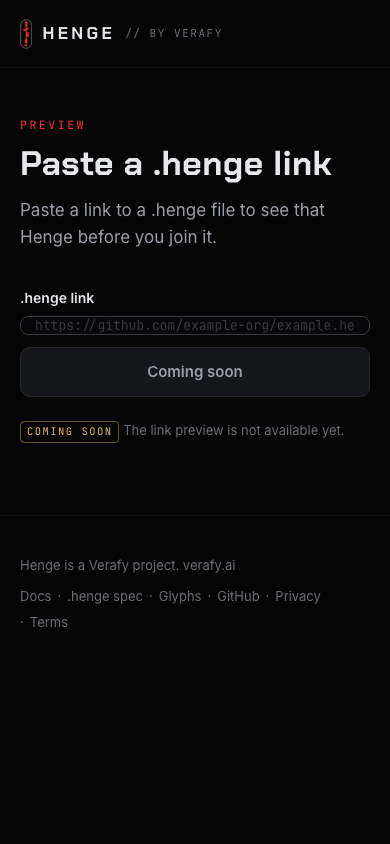 HENGE // BY VERAFY
PREVIEW
Paste a .henge link
Paste a link to a .henge file to see that
Henge before you join it.
.henge link
https://github.com/example-org/example.he
Coming soon
COMING SOON The link preview is not available yet.
Henge is a Verafy project. verafy.ai
Docs · .henge spec · Glyphs · GitHub · Privacy
· Terms